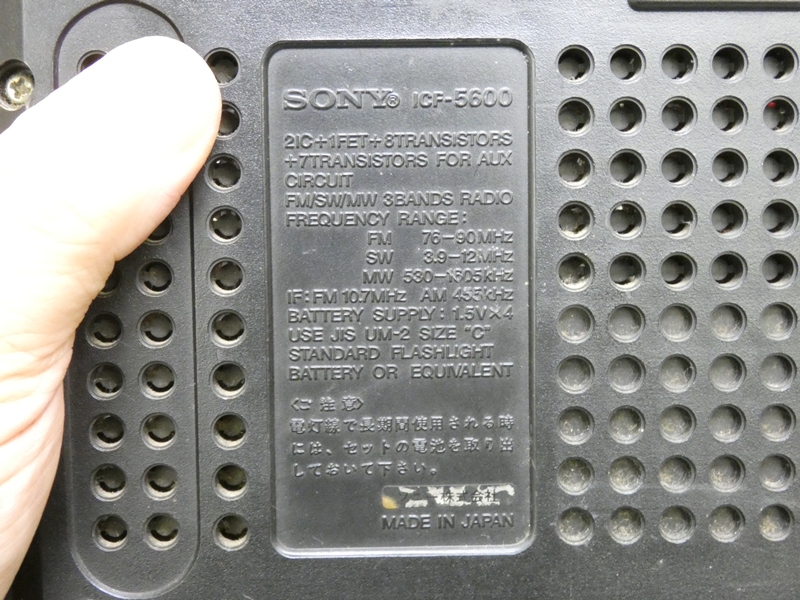 SONY® ICF-5600
2IC+1FET+8TRANSISTORS
+7TRANSISTORS FOR AUX
CIRCUIT
FM/SW/MW 3BANDS RADIO
FREQUENCY RANGE:
FM 76-90MHz
SW 3.9-12MHz
MW 530-1605kHz
IF:FM 10.7MHz AM 455kHz
BATTERY SUPPLY: 1.5V×4
USE JIS UM-2 SIZE "C"
STANDARD FLASHLIGHT
BATTERY OR EQUIVALENT
〈ご注意〉
電灯線で長期間使用される時
には、セットの電池を取り出
しておいて下さい。
株式会社
MADE IN JAPAN